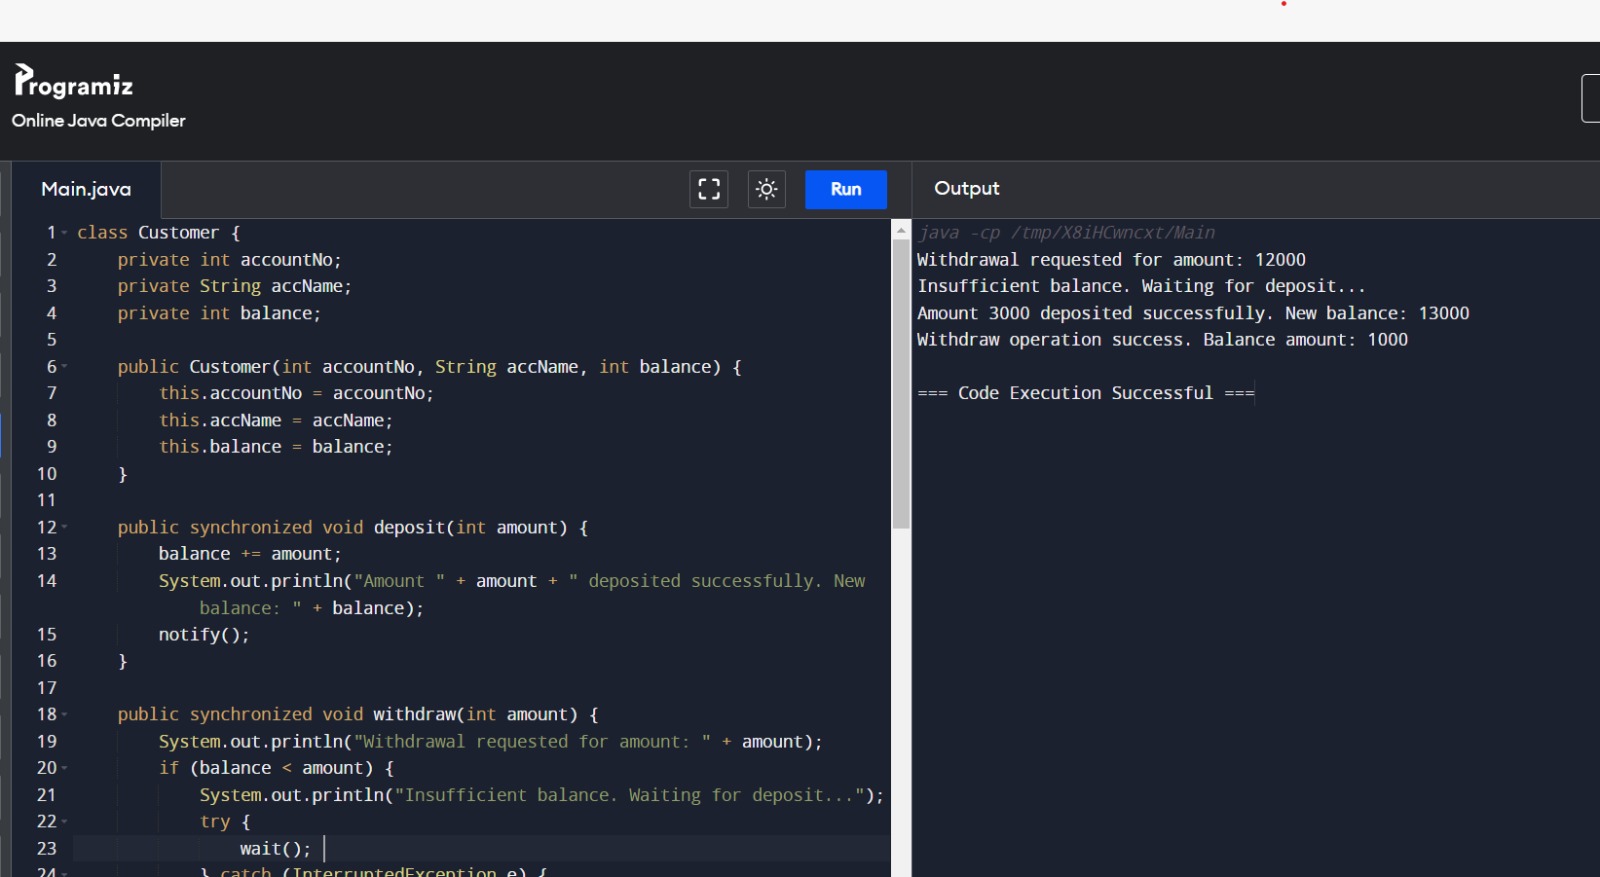 Programiz
Online Java Compiler
Main.java
Run
Output
1 class Customer {
2     private int accountNo;
3     private String accName;
4     private int balance;
5
6     public Customer(int accountNo, String accName, int balance) {
7         this.accountNo = accountNo;
8         this.accName = accName;
9         this.balance = balance;
10     }
11
12     public synchronized void deposit(int amount) {
13         balance += amount;
14         System.out.println("Amount " + amount + " deposited successfully. New
            balance: " + balance);
15         notify();
16     }
17
18     public synchronized void withdraw(int amount) {
19         System.out.println("Withdrawal requested for amount: " + amount);
20         if (balance < amount) {
21             System.out.println("Insufficient balance. Waiting for deposit...");
22             try {
23                 wait();
24             } catch (InterruptedException e) {
java -cp /tmp/X8iHCwncxt/Main
Withdrawal requested for amount: 12000
Insufficient balance. Waiting for deposit...
Amount 3000 deposited successfully. New balance: 13000
Withdraw operation success. Balance amount: 1000
=== Code Execution Successful ===